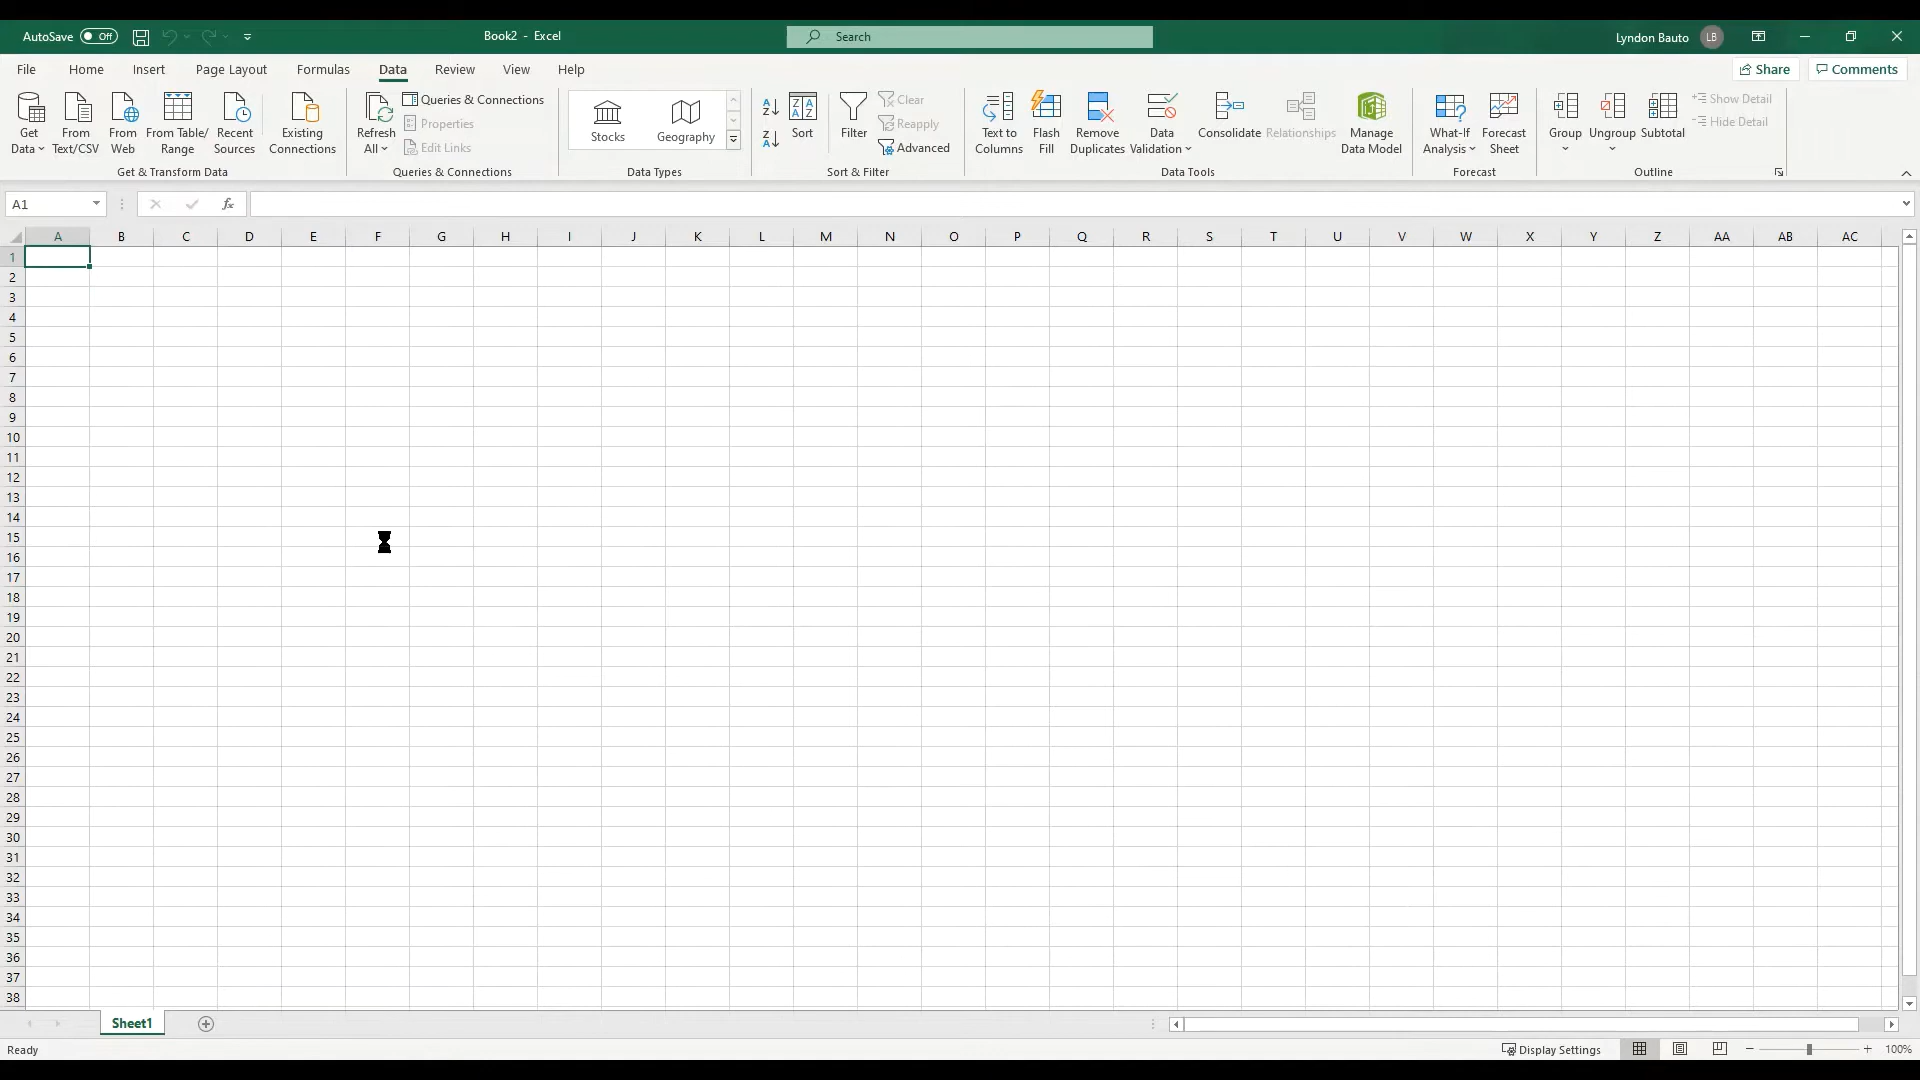 AutoSave Off
Book2 - Excel
Search
Lyndon Bauto LB
File Home Insert Page Layout Formulas Data Review View Help
Share Comments
Get Data
From Text/CSV
From Web
From Table/ Range
Recent Sources
Existing Connections
Get & Transform Data
Refresh All
Queries & Connections
Properties
Edit Links
Queries & Connections
Stocks
Geography
Data Types
Sort
Filter
Clear
Reapply
Advanced
Sort & Filter
Text to Columns
Flash Fill
Remove Duplicates
Data Validation
Consolidate
Relationships
Manage Data Model
Data Tools
What-If Analysis
Forecast Sheet
Forecast
Group
Ungroup
Subtotal
Show Detail
Hide Detail
Outline
A1
fx
A B C D E F G H I J K L M N O P Q R S T U V W X Y Z AA AB AC
1
2
3
4
5
6
7
8
9
10
11
12
13
14
15
16
17
18
19
20
21
22
23
24
25
26
27
28
29
30
31
32
33
34
35
36
37
38
Sheet1
Ready
Display Settings
100%